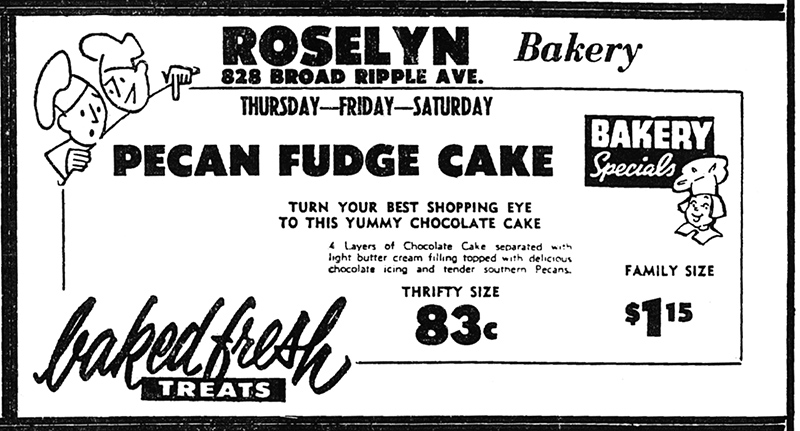 ROSELYN Bakery
828 BROAD RIPPLE AVE.
THURSDAY—FRIDAY—SATURDAY
PECAN FUDGE CAKE
BAKERY
Specials
TURN YOUR BEST SHOPPING EYE
TO THIS YUMMY CHOCOLATE CAKE
4 Layers of Chocolate Cake separated with
light butter cream filling topped with delicious
chocolate icing and tender southern Pecans.
THRIFTY SIZE
83c
FAMILY SIZE
$1 15
baked fresh
TREATS